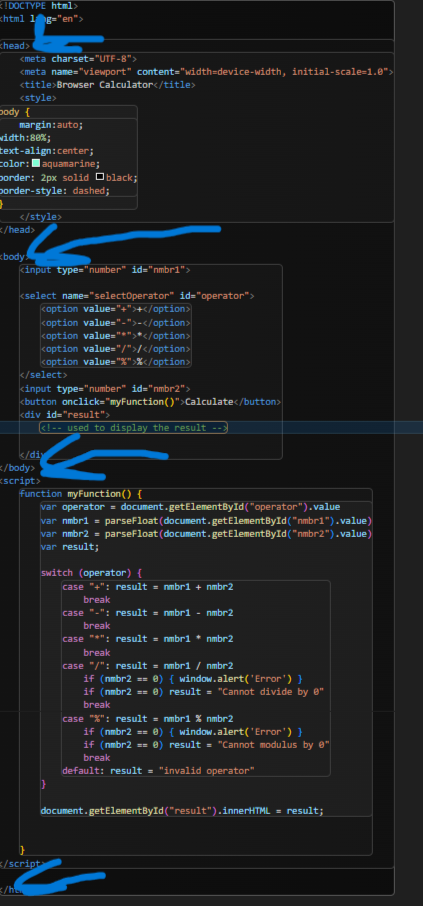 <!DOCTYPE html>
<html lang="en">
<head>
<meta charset="UTF-8">
<meta name="viewport" content="width=device-width, initial-scale=1.0">
<title>Browser Calculator</title>
<style>
body {
margin:auto;
width:80%;
text-align:center;
color: aquamarine;
border: 2px solid black;
border-style: dashed;
}
</style>
</head>
<body>
<input type="number" id="nmbr1">
<select name="selectOperator" id="operator">
<option value="+">+</option>
<option value="-">-</option>
<option value="*">*</option>
<option value="/">/</option>
<option value="%">%</option>
</select>
<input type="number" id="nmbr2">
<button onclick="myFunction()">Calculate</button>
<div id="result">
<!-- used to display the result -->
</div>
</body>
<script>
function myFunction() {
var operator = document.getElementById("operator").value
var nmbr1 = parseFloat(document.getElementById("nmbr1").value)
var nmbr2 = parseFloat(document.getElementById("nmbr2").value)
var result;
switch (operator) {
case "+": result = nmbr1 + nmbr2
break
case "-": result = nmbr1 - nmbr2
break
case "*": result = nmbr1 * nmbr2
break
case "/": result = nmbr1 / nmbr2
if (nmbr2 == 0) { window.alert('Error') }
if (nmbr2 == 0) result = "Cannot divide by 0"
break
case "%": result = nmbr1 % nmbr2
if (nmbr2 == 0) { window.alert('Error') }
if (nmbr2 == 0) result = "Cannot modulus by 0"
break
default: result = "invalid operator"
}
document.getElementById("result").innerHTML = result;
}
</script>